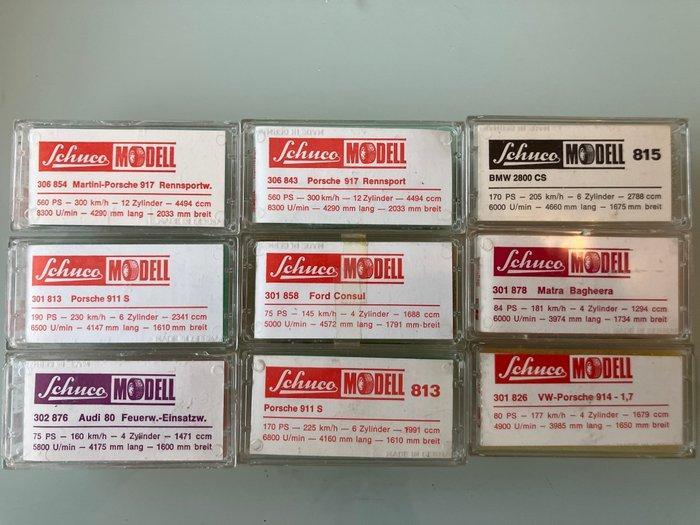 Schuco MODELL
306 854 Martini-Porsche 917 Rennsportw.
560 PS — 300 km/h — 12 Zylinder — 4494 ccm
8300 U/min — 4290 mm lang — 2033 mm breit
Schuco MODELL
306 843 Porsche 917 Rennsport
560 PS — 300 km/h — 12 Zylinder — 4494 ccm
8300 U/min — 4290 mm lang — 2033 mm breit
Schuco MODELL 815
BMW 2800 CS
170 PS — 205 km/h — 6 Zylinder — 2788 ccm
6000 U/min — 4660 mm lang — 1675 mm breit
Schuco MODELL
301 813 Porsche 911 S
190 PS — 230 km/h — 6 Zylinder — 2341 ccm
6500 U/min — 4147 mm lang — 1610 mm breit
Schuco MODELL
301 858 Ford Consul
75 PS — 145 km/h — 4 Zylinder — 1688 ccm
5000 U/min — 4572 mm lang — 1791 mm breit
Schuco MODELL
301 878 Matra Bagheera
84 PS — 181 km/h — 4 Zylinder — 1294 ccm
6000 U/min — 3974 mm lang — 1734 mm breit
Schuco MODELL
302 876 Audi 80 Feuerw.-Einsatzw.
75 PS — 160 km/h — 4 Zylinder — 1471 ccm
5800 U/min — 4175 mm lang — 1600 mm breit
Schuco MODELL 813
Porsche 911 S
170 PS — 225 km/h — 6 Zylinder — 1991 ccm
6800 U/min — 4160 mm lang — 1610 mm breit
Schuco MODELL
301 826 VW-Porsche 914 - 1,7
80 PS — 177 km/h — 4 Zylinder — 1679 ccm
4900 U/min — 3985 mm lang — 1650 mm breit